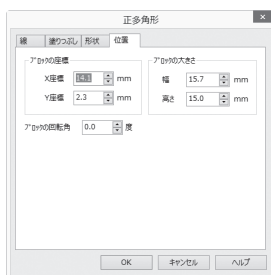 正多角形
線 塗りつぶし 形状 位置
ブロックの座標 ブロックの大きさ
X座標 14.1 mm 幅 15.7 mm
Y座標 2.3 mm 高さ 15.0 mm
ブロックの回転角 0.0 度
OK キャンセル ヘルプ